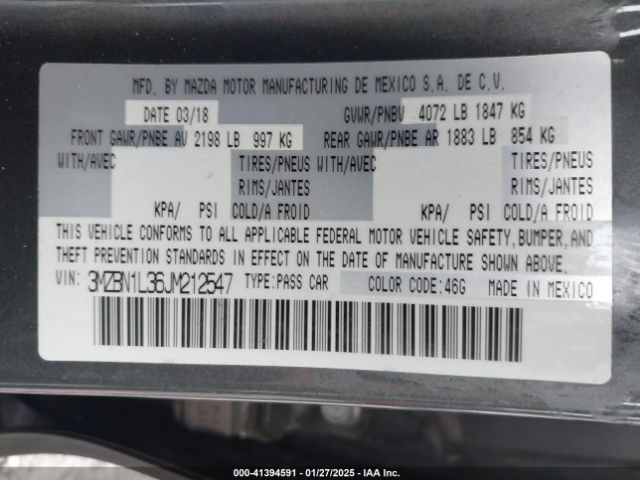 MFD. BY MAZDA MOTOR MANUFACTURING DE MEXICO S.A. DE C.V.
DATE 03/18 GVWR/PNBV 4072 LB 1847 KG
FRONT GAWR/PNBE AV 2198 LB 997 KG REAR GAWR/PNBE AR 1883 LB 854 KG
WITH/AVEC TIRES/PNEUS WITH/AVEC TIRES/PNEUS
RIMS/JANTES RIMS/JANTES
KPA/ PSI COLD/A FROID KPA/ PSI COLD/A FROID
THIS VEHICLE CONFORMS TO ALL APPLICABLE FEDERAL MOTOR VEHICLE SAFETY, BUMPER, AND
THEFT PREVENTION STANDARDS IN EFFECT ON THE DATE OF MANUFACTURE SHOWN ABOVE.
VIN: 3MZBN1L36JM212547 TYPE:PASS CAR COLOR CODE:46G MADE IN MEXICO
000-41394591 | 01/27/2025 - IAA Inc.